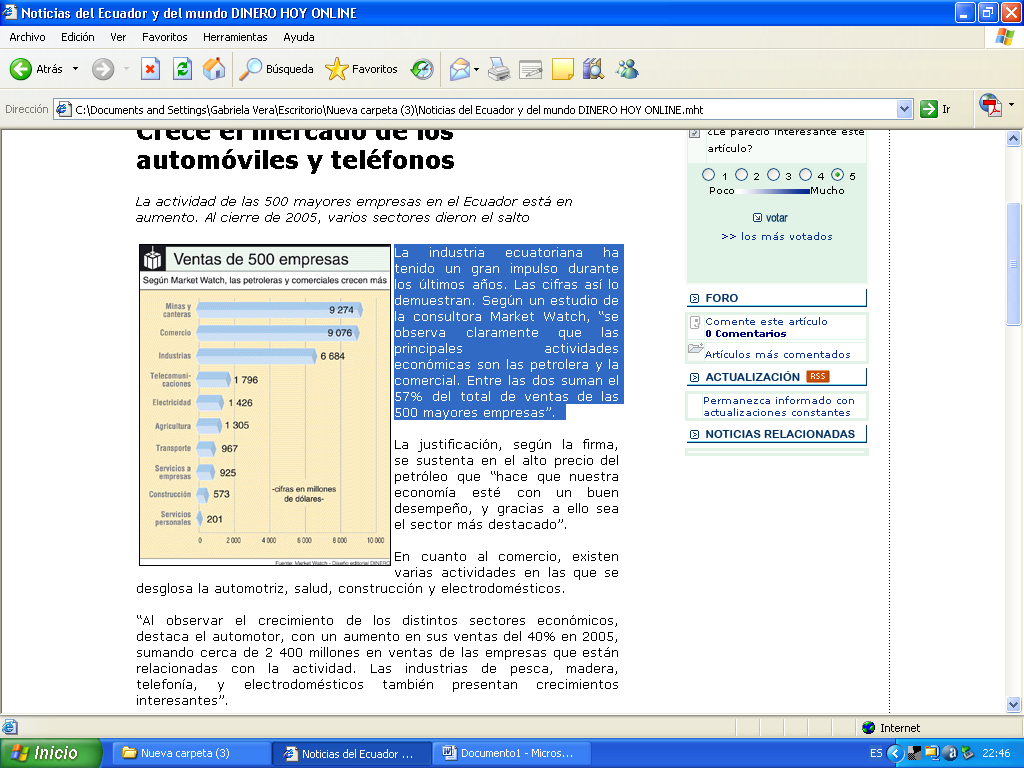 Noticias del Ecuador y del mundo DINERO HOY ONLINE
Archivo Edición Ver Favoritos Herramientas Ayuda
Atrás Búsqueda Favoritos
Dirección C:\Documents and Settings\Gabriela Vera\Escritorio\Nueva carpeta (3)\Noticias del Ecuador y del mundo DINERO HOY ONLINE.mht Ir
Crece el mercado de los
automóviles y teléfonos
La actividad de las 500 mayores empresas en el Ecuador está en
aumento. Al cierre de 2005, varios sectores dieron el salto
Ventas de 500 empresas
Según Market Watch, las petroleras y comerciales crecen más
Minas y
canteras
9 274
Comercio
9 076
Industrias
6 684
Telecomuni-
caciones
1 796
Electricidad
1 426
Agricultura
1 305
Transporte
967
Servicios a
empresas
925
Construcción
573
Servicios
personales
201
-cifras en millones
de dólares-
0 2 000 4 000 6 000 8 000 10 000
Fuente: Market Watch - Diseño editorial DINERO
La industria ecuatoriana ha
tenido un gran impulso durante
los últimos años. Las cifras así lo
demuestran. Según un estudio de
la consultora Market Watch, “se
observa claramente que las
principales actividades
económicas son las petrolera y la
comercial. Entre las dos suman el
57% del total de ventas de las
500 mayores empresas”.
La justificación, según la firma,
se sustenta en el alto precio del
petróleo que “hace que nuestra
economía esté con un buen
desempeño, y gracias a ello sea
el sector más destacado”.
En cuanto al comercio, existen
varias actividades en las que se
desglosa la automotriz, salud, construcción y electrodomésticos.
“Al observar el crecimiento de los distintos sectores económicos,
destaca el automotor, con un aumento en sus ventas del 40% en 2005,
sumando cerca de 2 400 millones en ventas de las empresas que están
relacionadas con la actividad. Las industrias de pesca, madera,
telefonía, y electrodomésticos también presentan crecimientos
interesantes”.
¿Le pareció interesante este
artículo?
1 2 3 4 5
Poco Mucho
votar
>> los más votados
FORO
Comente este artículo
0 Comentarios
Artículos más comentados
ACTUALIZACIÓN RSS
Permanezca informado con
actualizaciones constantes
NOTICIAS RELACIONADAS
Internet
Inicio
Nueva carpeta (3)
Noticias del Ecuador ...
Documento1 - Micros...
ES
22:46